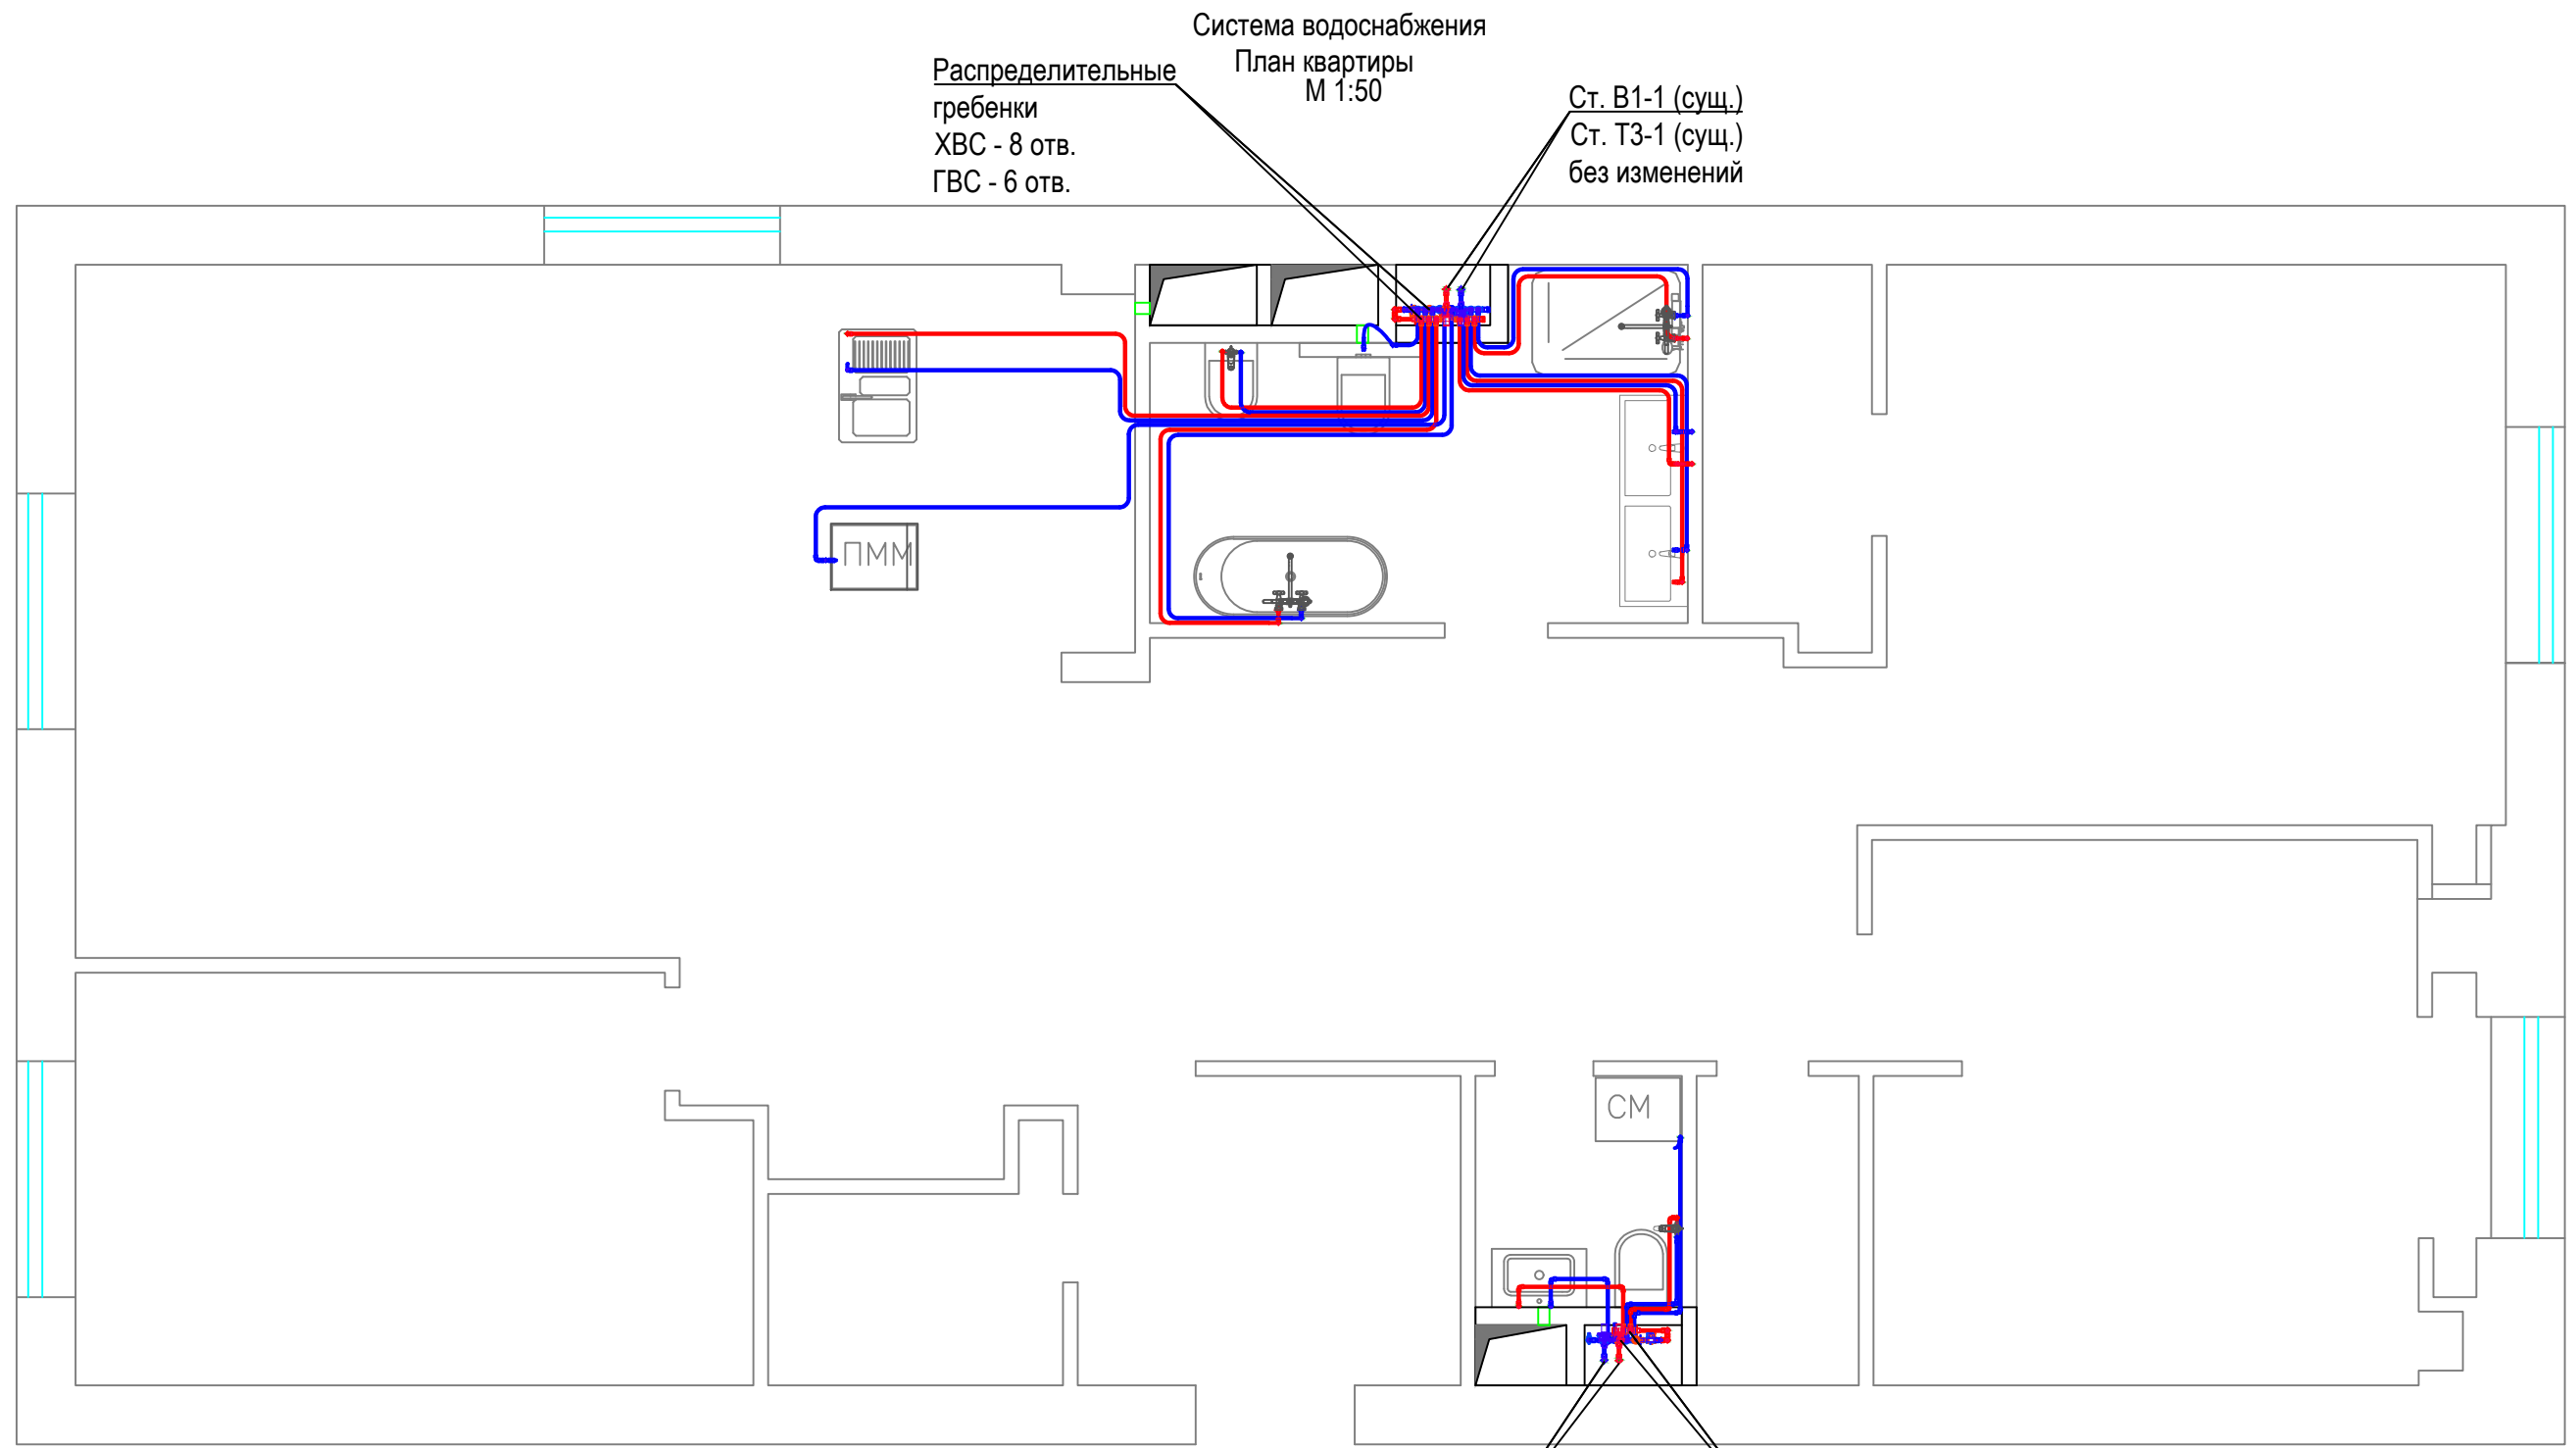 Система водоснабжения
План квартиры
М 1:50
Распределительные
гребенки
ХВС - 8 отв.
ГВС - 6 отв.
Ст. В1-1 (сущ.)
Ст. Т3-1 (сущ.)
без изменений
ПММ
СМ